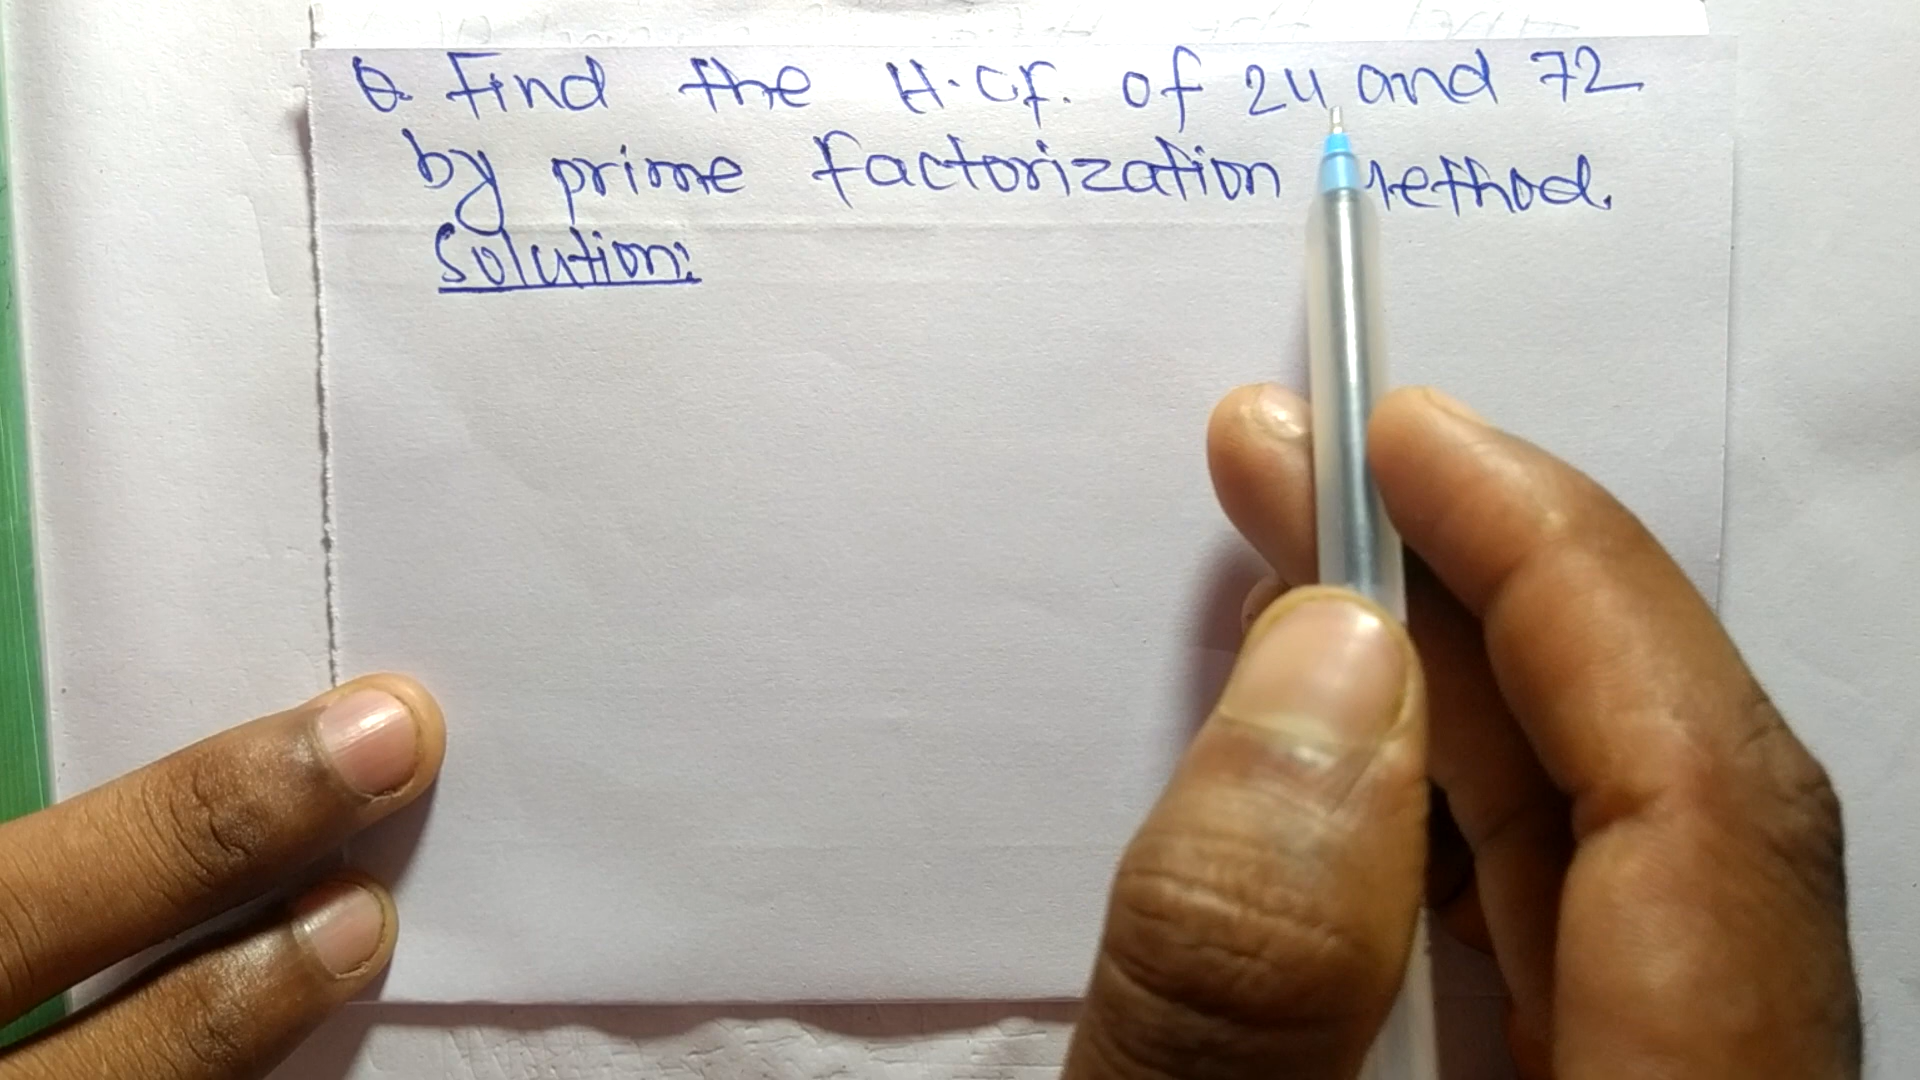 Q. Find the H.C.F. of 24 and 72
by prime factorization method.
Solution: